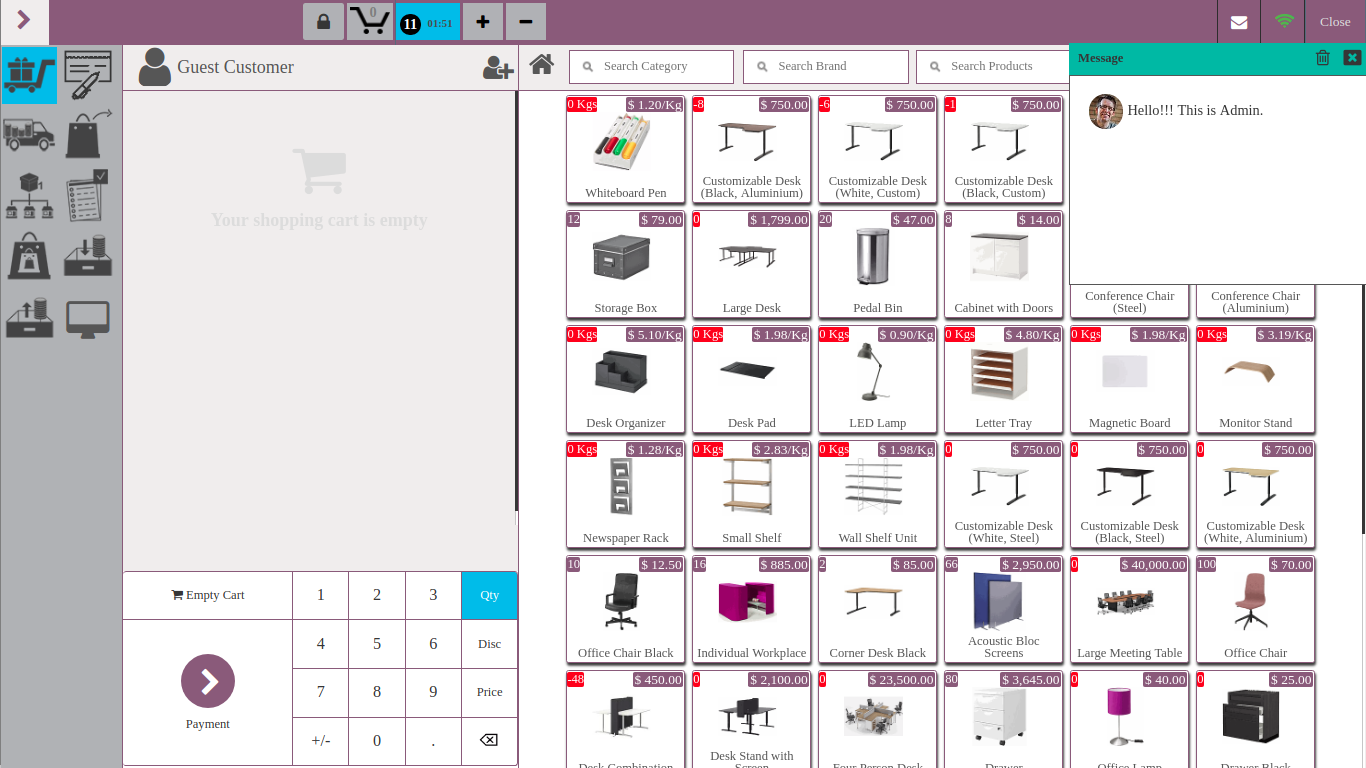 0
11 01:51
Close
Guest Customer
Search Category
Search Brand
Search Products
Message
Hello!!! This is Admin.
Your shopping cart is empty
0 Kgs $ 1.20/Kg
Whiteboard Pen
-8 $ 750.00
Customizable Desk
(Black, Aluminium)
-6 $ 750.00
Customizable Desk
(White, Custom)
-1 $ 750.00
Customizable Desk
(Black, Custom)
12 $ 79.00
Storage Box
0 $ 1,799.00
Large Desk
20 $ 47.00
Pedal Bin
8 $ 14.00
Cabinet with Doors
Conference Chair
(Steel)
Conference Chair
(Aluminium)
0 Kgs $ 5.10/Kg
Desk Organizer
0 Kgs $ 1.98/Kg
Desk Pad
0 Kgs $ 0.90/Kg
LED Lamp
0 Kgs $ 4.80/Kg
Letter Tray
0 Kgs $ 1.98/Kg
Magnetic Board
0 Kgs $ 3.19/Kg
Monitor Stand
0 Kgs $ 1.28/Kg
Newspaper Rack
0 Kgs $ 2.83/Kg
Small Shelf
0 Kgs $ 1.98/Kg
Wall Shelf Unit
0 $ 750.00
Customizable Desk
(White, Steel)
0 $ 750.00
Customizable Desk
(Black, Steel)
0 $ 750.00
Customizable Desk
(White, Aluminium)
10 $ 12.50
Office Chair Black
16 $ 885.00
Individual Workplace
2 $ 85.00
Corner Desk Black
66 $ 2,950.00
Acoustic Bloc
Screens
0 $ 40,000.00
Large Meeting Table
100 $ 70.00
Office Chair
-48 $ 450.00
Desk Combination
0 $ 2,100.00
Desk Stand with
Screen
0 $ 23,500.00
Four Person Desk
80 $ 3,645.00
Drawer
0 $ 40.00
Office Lamp
0 $ 25.00
Drawer Black
Empty Cart
1 2 3 Qty
4 5 6 Disc
7 8 9 Price
+/- 0 .
Payment